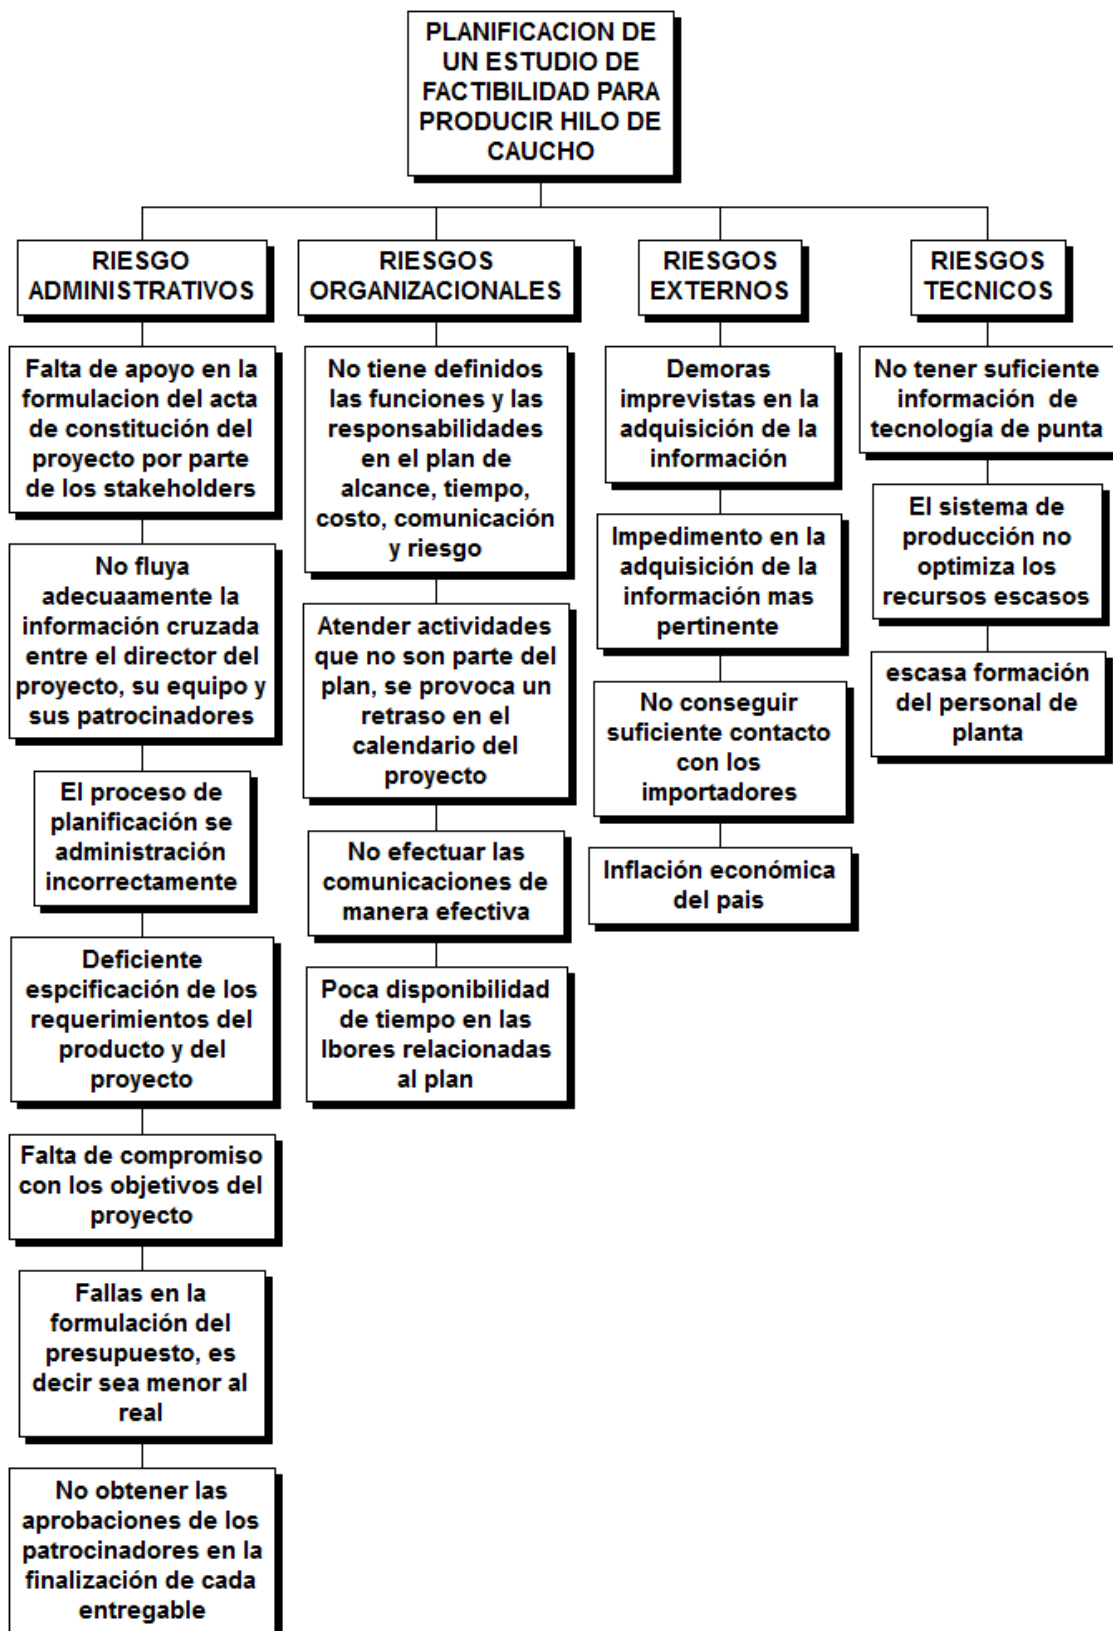 PLANIFICACION DE
UN ESTUDIO DE
FACTIBILIDAD PARA
PRODUCIR HILO DE
CAUCHO
RIESGO
ADMINISTRATIVOS
Falta de apoyo en la
formulacion del acta
de constitución del
proyecto por parte
de los stakeholders
No fluya
adecuaamente la
información cruzada
entre el director del
proyecto, su equipo y
sus patrocinadores
El proceso de
planificación se
administración
incorrectamente
Deficiente
espcificación de los
requerimientos del
producto y del
proyecto
Falta de compromiso
con los objetivos del
proyecto
Fallas en la
formulación del
presupuesto, es
decir sea menor al
real
No obtener las
aprobaciones de los
patrocinadores en la
finalización de cada
entregable
RIESGOS
ORGANIZACIONALES
No tiene definidos
las funciones y las
responsabilidades
en el plan de
alcance, tiempo,
costo, comunicación
y riesgo
Atender actividades
que no son parte del
plan, se provoca un
retraso en el
calendario del
proyecto
No efectuar las
comunicaciones de
manera efectiva
Poca disponibilidad
de tiempo en las
lbores relacionadas
al plan
RIESGOS
EXTERNOS
Demoras
imprevistas en la
adquisición de la
información
Impedimento en la
adquisición de la
información mas
pertinente
No conseguir
suficiente contacto
con los
importadores
Inflación económica
del pais
RIESGOS
TECNICOS
No tener suficiente
información de
tecnología de punta
El sistema de
producción no
optimiza los
recursos escasos
escasa formación
del personal de
planta